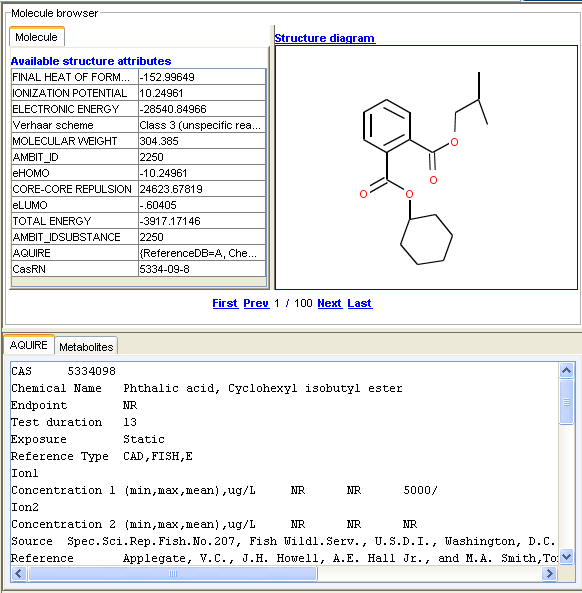 Molecule browser
Molecule
Available structure attributes
FINAL HEAT OF FORM... -152.99649
IONIZATION POTENTIAL 10.24961
ELECTRONIC ENERGY -28540.84966
Verhaar scheme Class 3 (unspecific rea...
MOLECULAR WEIGHT 304.385
AMBIT_ID 2250
eHOMO -10.24961
CORE-CORE REPULSION 24623.67819
eLUMO -.60405
TOTAL ENERGY -3917.17146
AMBIT_IDSUBSTANCE 2250
AQUIRE {ReferenceDB=A, Che...
CasRN 5334-09-8
Structure diagram
O
O
O
O
First Prev 1 / 100 Next Last
AQUIRE Metabolites
CAS 5334098
Chemical Name Phthalic acid, Cyclohexyl isobutyl ester
Endpoint NR
Test duration 13
Exposure Static
Reference Type CAD,FISH,E
Ion1
Concentration 1 (min,max,mean),ug/L NR NR 5000/
Ion2
Concentration 2 (min,max,mean),ug/L NR NR NR
Source Spec.Sci.Rep.Fish.No.207, Fish Wildl.Serv., U.S.D.I., Washington, D.C.
Reference Applegate, V.C., J.H. Howell, A.E. Hall Jr., and M.A. Smith,To